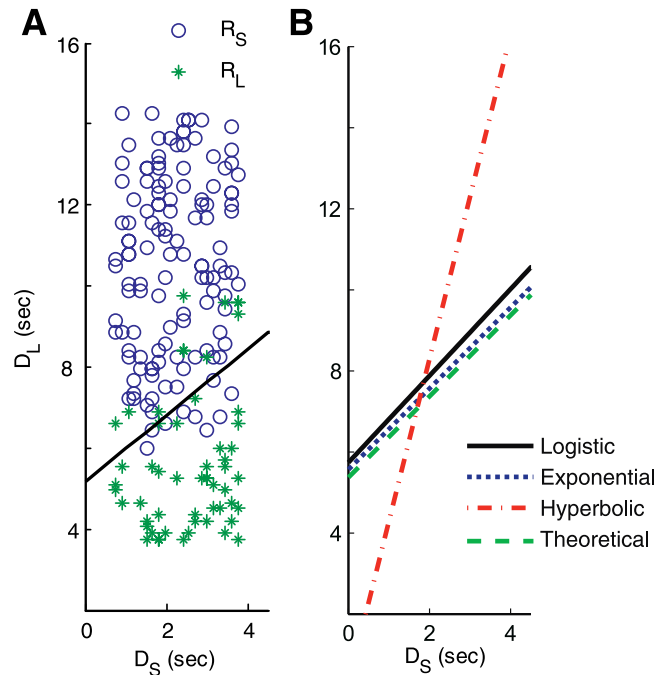 A
16
12
8
4
0
2
4
D_L (sec)
D_S (sec)
R_S
R_L
B
16
12
8
4
0
2
4
D_S (sec)
Logistic
Exponential
Hyperbolic
Theoretical